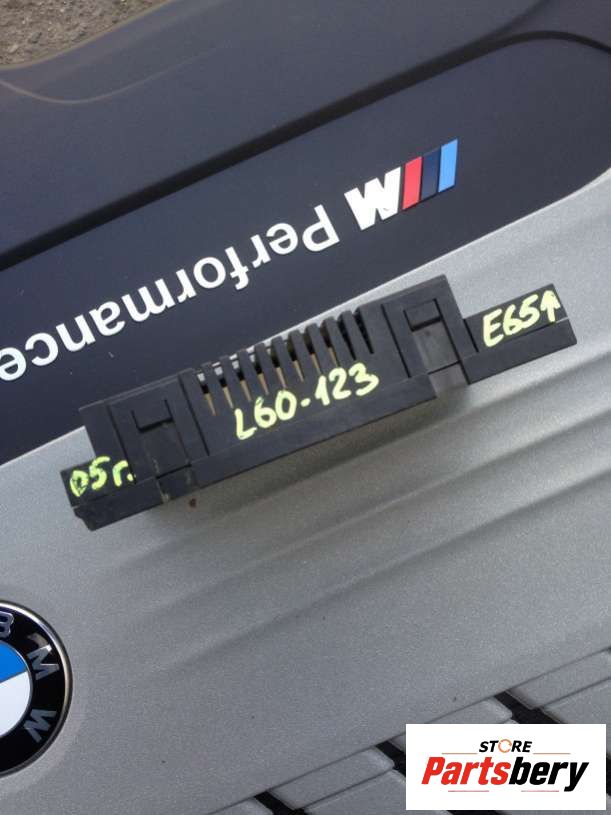 M Performance
E65↑
L60-123
05г.
BMW
STORE
Partsbery